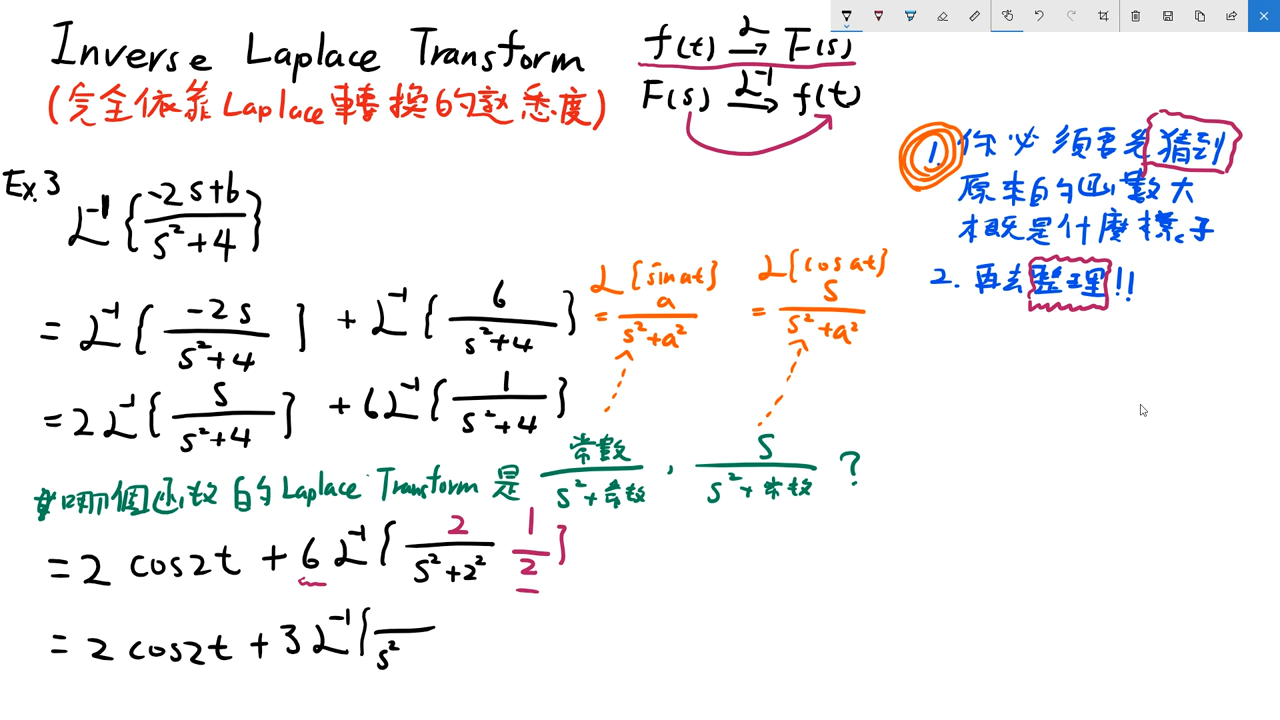 Inverse Laplace Transform
(完全依靠Laplace轉換的熟悉度)
f(t) ℒ→ F(s)
F(s) ℒ⁻¹→ f(t)
1. 你必須要先猜到
原來的函數大
概是什麼樣子
2. 再去整理!!
Ex.3
ℒ⁻¹{(-2s+6)/(s²+4)}
= ℒ⁻¹{-2s/(s²+4)} + ℒ⁻¹{6/(s²+4)}
ℒ{sin at} = a/(s²+a²)
ℒ{cos at} = s/(s²+a²)
= 2ℒ⁻¹{s/(s²+4)} + 6ℒ⁻¹{1/(s²+4)}
哪個函數的Laplace Transform是 常數/(s²+常數), s/(s²+常數) ?
= 2 cos2t + 6ℒ⁻¹{2/(s²+2²) 1/2}
= 2 cos2t + 3ℒ⁻¹{ /s²